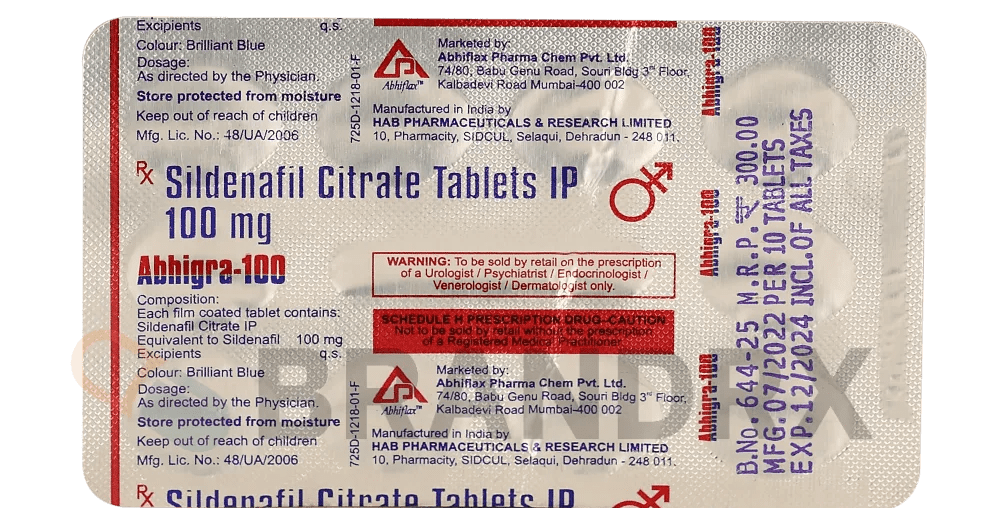 Excipients q.s.
Colour: Brilliant Blue
Dosage:
As directed by the Physician.
Store protected from moisture
Keep out of reach of children
Mfg. Lic. No.: 48/UA/2006
725D-1218-01-F
Abhiflax™
Marketed by:
Abhiflax Pharma Chem Pvt. Ltd.
74/80, Babu Genu Road, Souri Bldg 3rd Floor,
Kalbadevi Road Mumbai-400 002
Manufactured in India by
HAB PHARMACEUTICALS & RESEARCH LIMITED
10, Pharmacity, SIDCUL, Selaqui, Dehradun - 248 011.
Rx Sildenafil Citrate Tablets IP
100 mg
Abhigra-100
WARNING: To be sold by retail on the prescription
of a Urologist / Psychiatrist / Endocrinologist /
Venerologist / Dermatologist only.
Composition:
Each film coated tablet contains:
Sildenafil Citrate IP
Equivalent to Sildenafil 100 mg
Excipients q.s.
SCHEDULE H PRESCRIPTION DRUG-CAUTION
Not to be sold by retail without the prescription
of a Registered Medical Practitioner
Colour: Brilliant Blue
Dosage:
As directed by the Physician.
Store protected from moisture
Keep out of reach of children
Mfg. Lic. No.: 48/UA/2006
725D-1218-01-F
Abhiflax™
Marketed by:
Abhiflax Pharma Chem Pvt. Ltd.
74/80, Babu Genu Road, Souri Bldg 3rd Floor,
Kalbadevi Road Mumbai-400 002
Manufactured in India by
HAB PHARMACEUTICALS & RESEARCH LIMITED
10, Pharmacity, SIDCUL, Selaqui, Dehradun - 248 011.
Rx Sildenafil Citrate Tablets IP
Abhigra-100
Abhigra-100
Abhigra-100
B.No. 644-25 M.R.P. ₹ 300.00
MFG.07/2022 PER 10 TABLETS
EXP.12/2024 INCL.OF ALL TAXES
BRANDRX